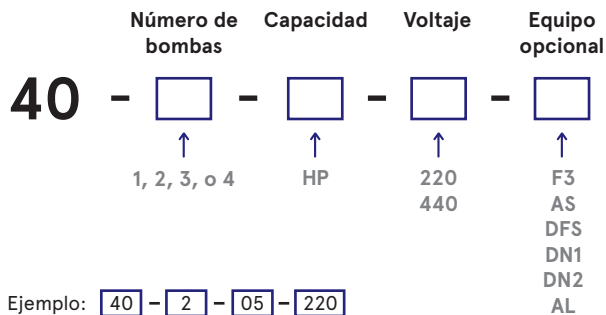 Número de bombas Capacidad Voltaje Equipo opcional
40 - - - -
1, 2, 3, o 4 HP 220 F3
440 AS
DFS
DN1
DN2
AL
Ejemplo: 40 - 2 - 05 - 220